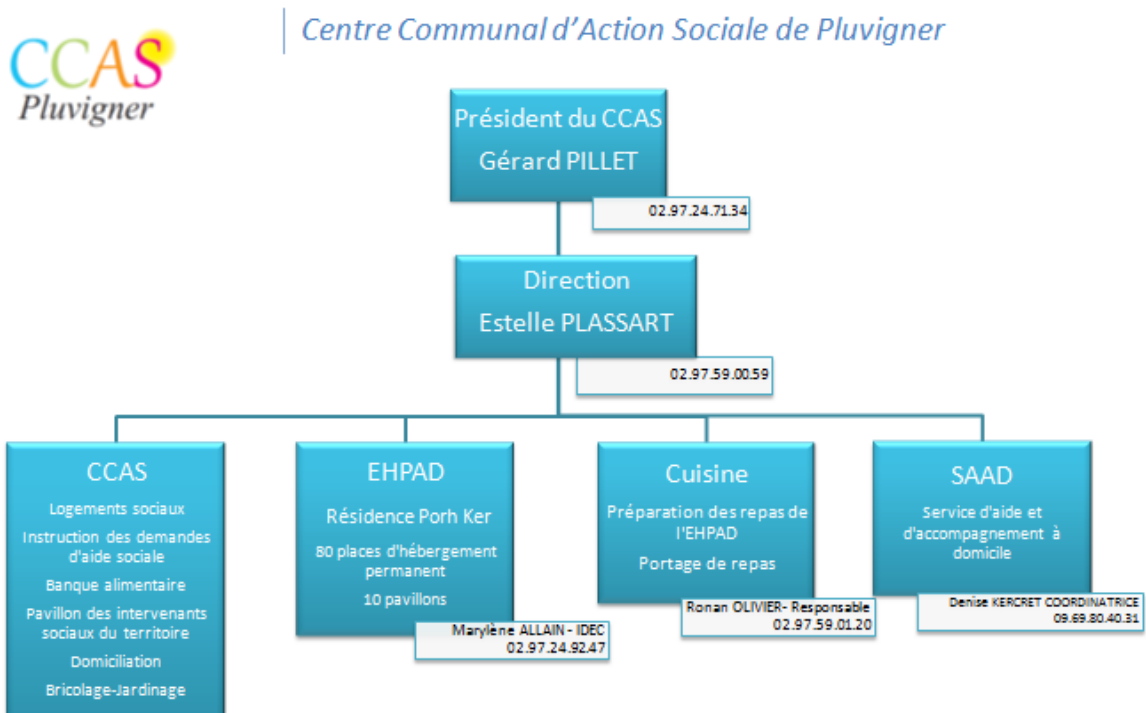 CCAS
Pluvigner
Centre Communal d'Action Sociale de Pluvigner
Président du CCAS
Gérard PILLET
02.97.24.71.34
Direction
Estelle PLASSART
02.97.59.00.59
CCAS
Logements sociaux
Instruction des demandes
d'aide sociale
Banque alimentaire
Pavillon des intervenants
sociaux du territoire
Domiciliation
Bricolage-Jardinage
EHPAD
Résidence Porh Ker
80 places d'hébergement
permanent
10 pavillons
Marylène ALLAIN - IDEC
02.97.24.92.47
Cuisine
Préparation des repas de
l'EHPAD
Portage de repas
Ronan OLIVIER- Responsable
02.97.59.01.20
SAAD
Service d'aide et
d'accompagnement à
domicile
Denise KERCRET COORDINATRICE
09.69.80.40.31